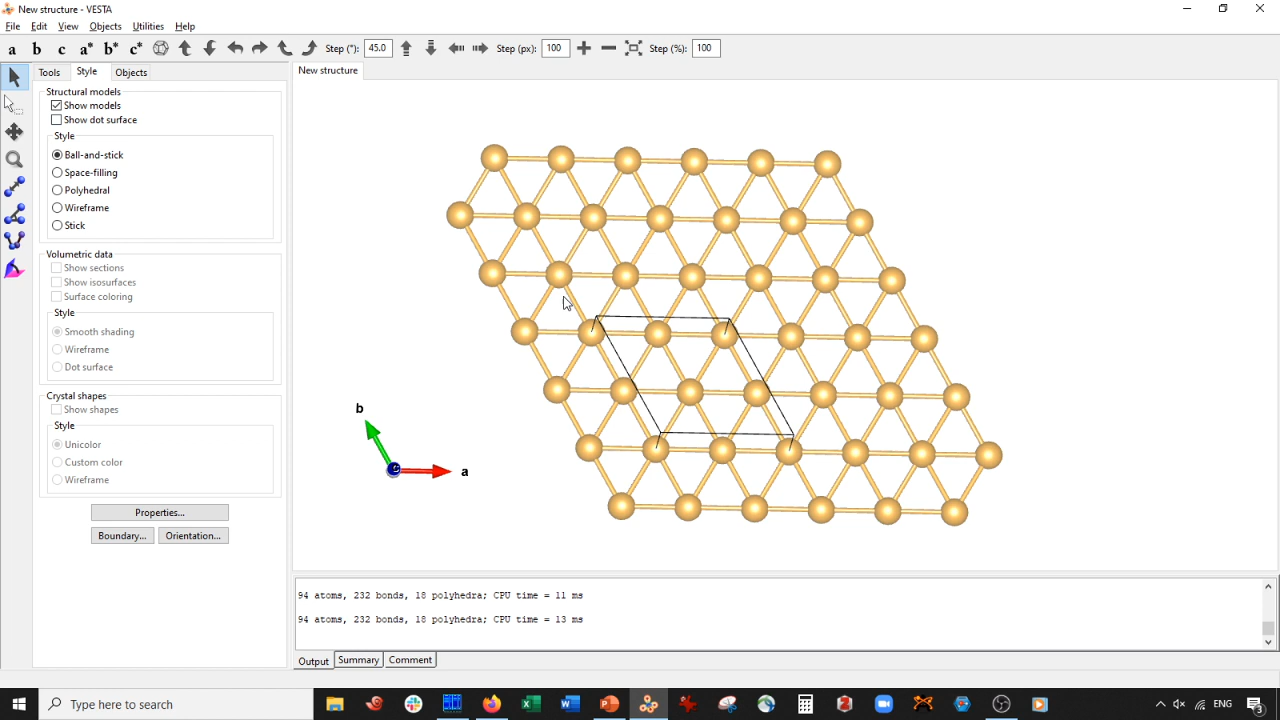 New structure - VESTA
File Edit View Objects Utilities Help
a b c a* b* c* Step (°): 45.0 Step (px): 100 Step (%): 100
Tools Style Objects
New structure
Structural models
Show models
Show dot surface
Style
Ball-and-stick
Space-filling
Polyhedral
Wireframe
Stick
Volumetric data
Show sections
Show isosurfaces
Surface coloring
Style
Smooth shading
Wireframe
Dot surface
Crystal shapes
Show shapes
Style
Unicolor
Custom color
Wireframe
Properties...
Boundary... Orientation...
b
c a
94 atoms, 232 bonds, 18 polyhedra; CPU time = 11 ms
94 atoms, 232 bonds, 18 polyhedra; CPU time = 13 ms
Output Summary Comment
Type here to search
ENG
3